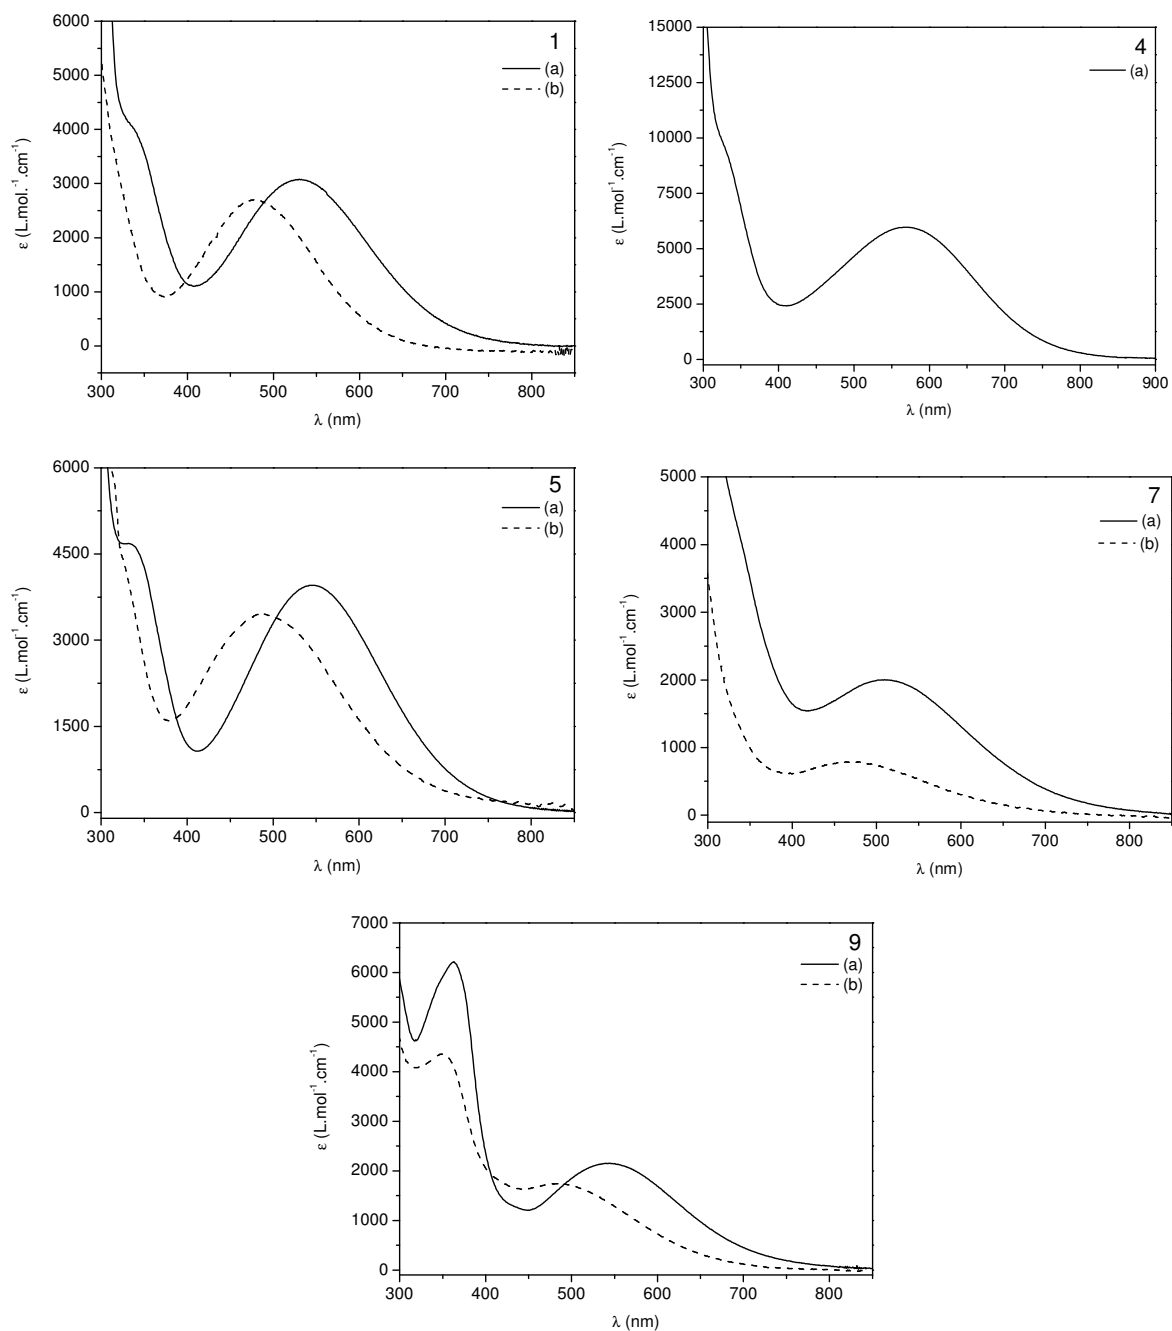 1
(a)
(b)
6000
5000
4000
3000
2000
1000
0
ε (L.mol.⁻¹.cm⁻¹)
300 400 500 600 700 800
λ (nm)
4
(a)
15000
12500
10000
7500
5000
2500
0
ε (L.mol⁻¹.cm⁻¹)
300 400 500 600 700 800 900
λ (nm)
5
(a)
(b)
6000
4500
3000
1500
0
ε (L.mol⁻¹.cm⁻¹)
300 400 500 600 700 800
λ (nm)
7
(a)
(b)
5000
4000
3000
2000
1000
0
ε (L.mol⁻¹.cm⁻¹)
300 400 500 600 700 800
λ (nm)
9
(a)
(b)
7000
6000
5000
4000
3000
2000
1000
0
ε (L.mol⁻¹.cm⁻¹)
300 400 500 600 700 800
λ (nm)